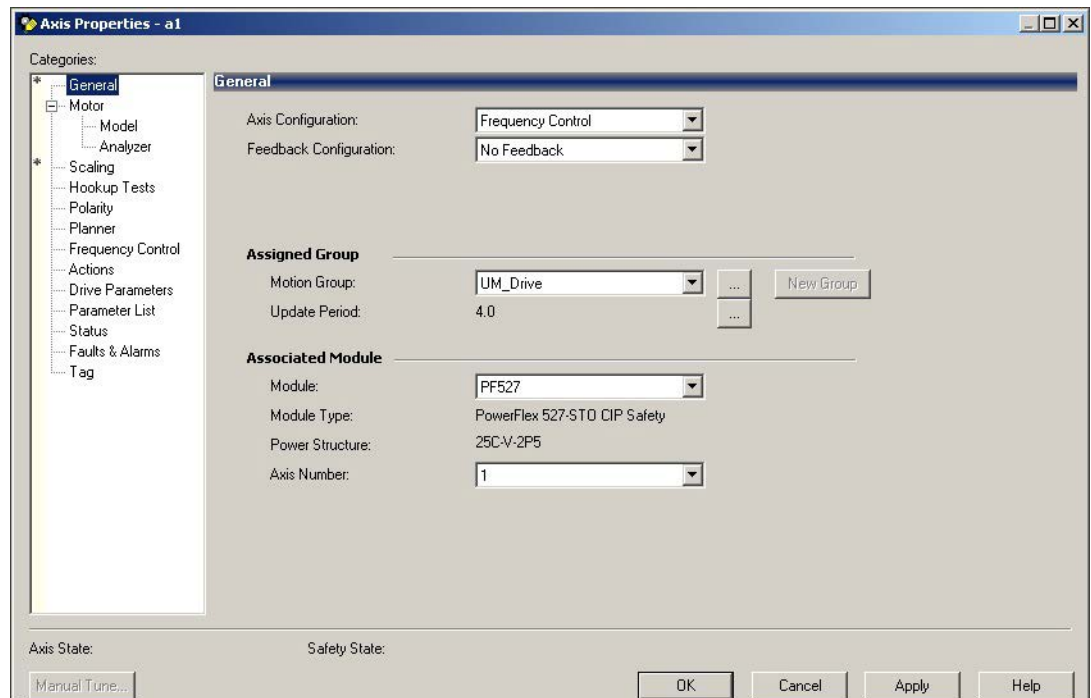 Axis Properties - a1
Categories:
* General
Motor
Model
Analyzer
* Scaling
Hookup Tests
Polarity
Planner
Frequency Control
Actions
Drive Parameters
Parameter List
Status
Faults & Alarms
Tag
General
Axis Configuration: Frequency Control
Feedback Configuration: No Feedback
Assigned Group
Motion Group: UM_Drive ... New Group
Update Period: 4.0 ...
Associated Module
Module: PF527
Module Type: PowerFlex 527-STO CIP Safety
Power Structure: 25C-V-2P5
Axis Number: 1
Axis State: Safety State:
Manual Tune... OK Cancel Apply Help